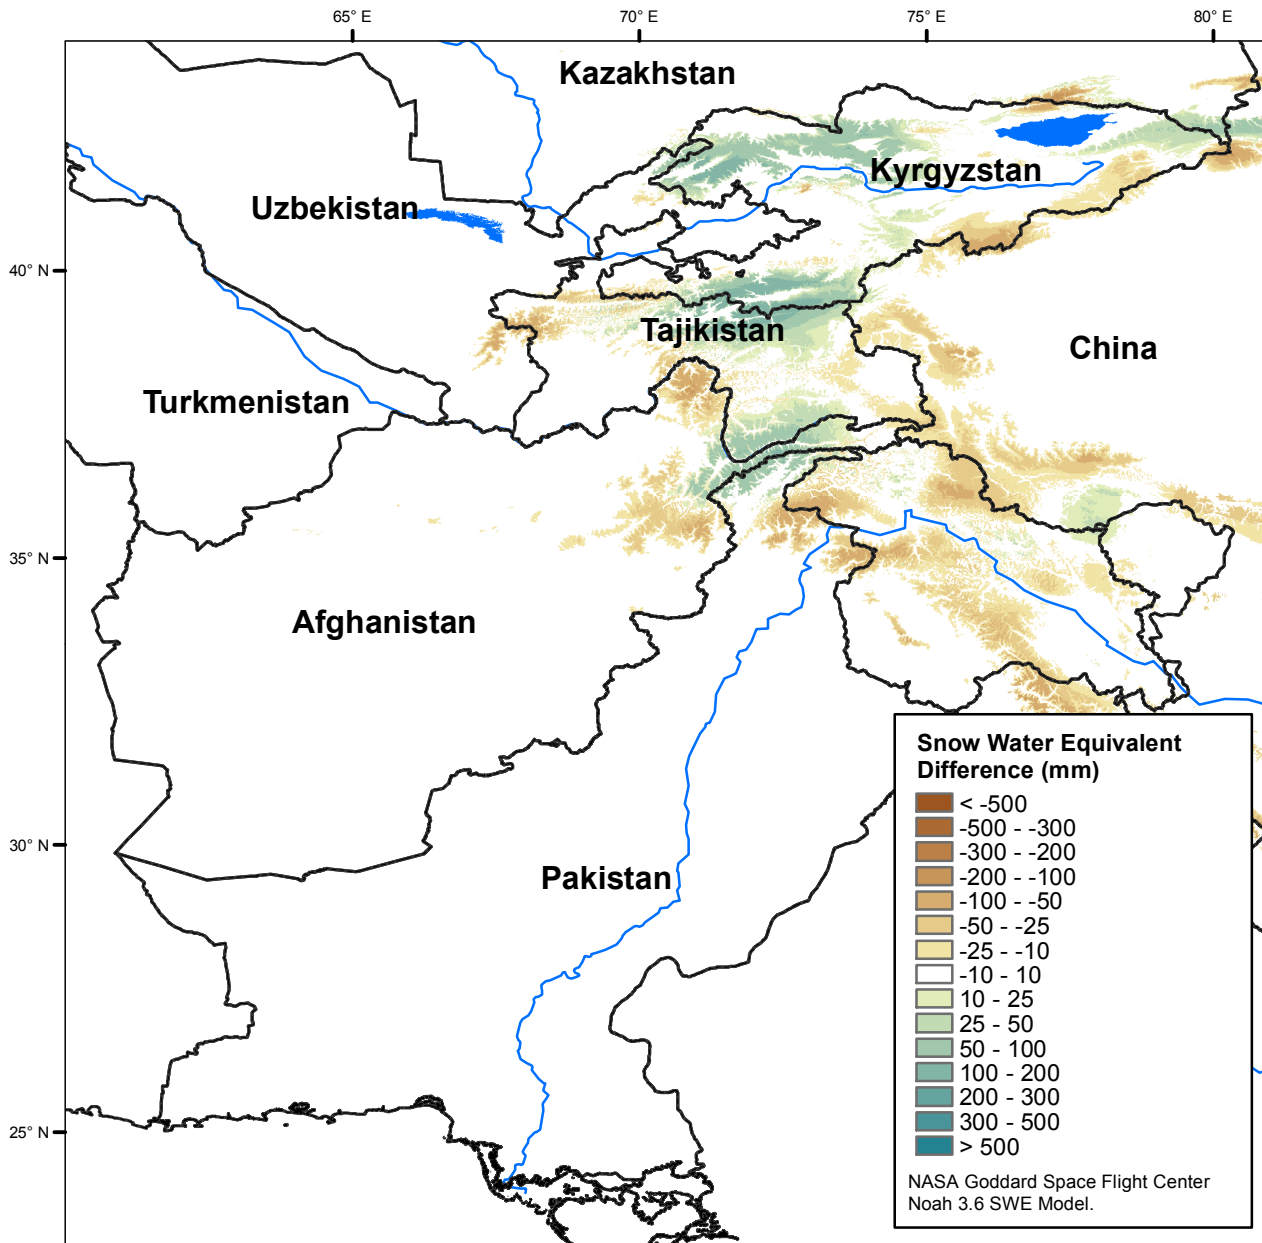 65° E
70° E
75° E
80° E
Kazakhstan
Kyrgyzstan
Uzbekistan
40° N
Tajikistan
China
Turkmenistan
35° N
Afghanistan
Snow Water Equivalent
Difference (mm)
< -500
-500 - -300
-300 - -200
-200 - -100
-100 - -50
-50 - -25
-25 - -10
-10 - 10
10 - 25
25 - 50
50 - 100
100 - 200
200 - 300
300 - 500
> 500
NASA Goddard Space Flight Center
Noah 3.6 SWE Model.
30° N
Pakistan
25° N